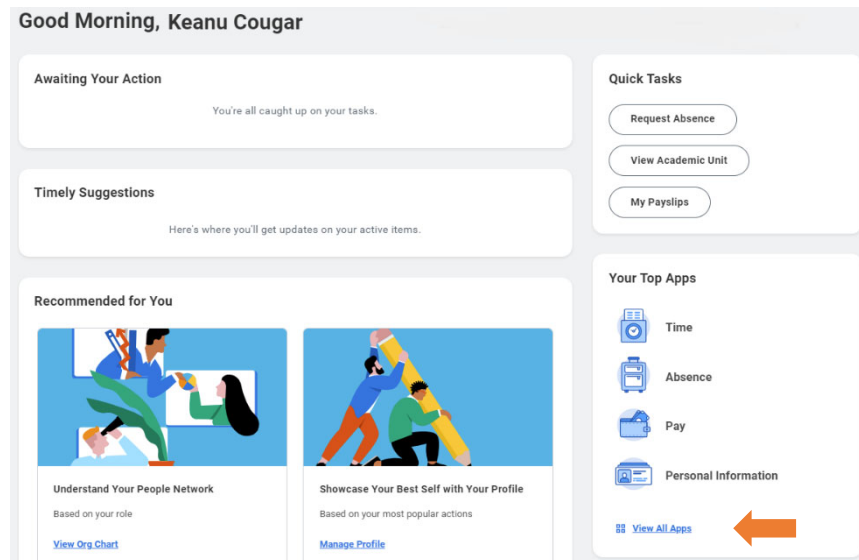 Good Morning, Keanu Cougar
Awaiting Your Action
You're all caught up on your tasks.
Timely Suggestions
Here's where you'll get updates on your active items.
Recommended for You
Understand Your People Network
Based on your role
View Org Chart
Showcase Your Best Self with Your Profile
Based on your most popular actions
Manage Profile
Quick Tasks
Request Absence
View Academic Unit
My Payslips
Your Top Apps
Time
Absence
Pay
Personal Information
View All Apps